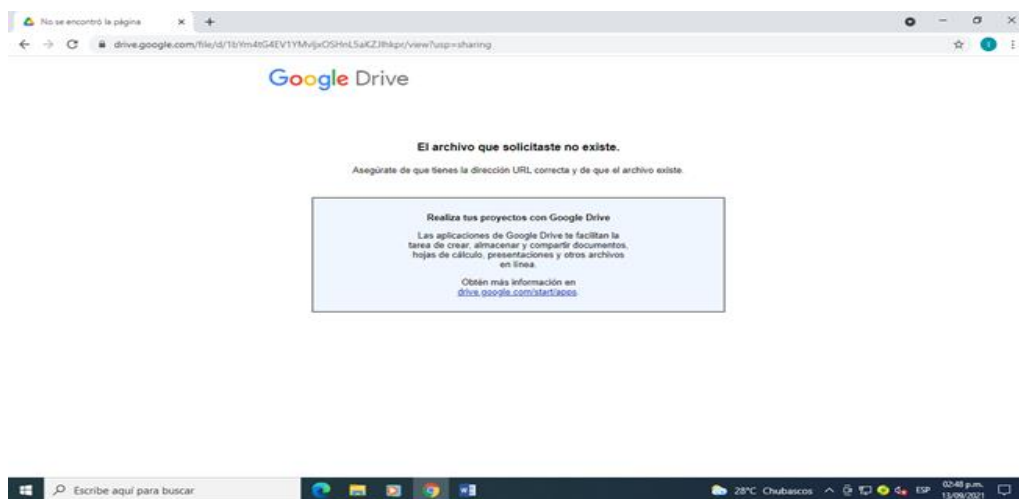 No se encontró la página
drive.google.com/file/d/
Google Drive
El archivo que solicitaste no existe.
Asegúrate de que tienes la dirección URL correcta y de que el archivo existe.
Realiza tus proyectos con Google Drive
Las aplicaciones de Google Drive te facilitan la
tarea de crear, almacenar y compartir documentos,
hojas de cálculo, presentaciones y otros archivos
en línea.
Obtén más información en
drive.google.com/start/apps.
Escribe aquí para buscar
28°C Chubascos
ESP
02:48 p.m.
13/09/2021